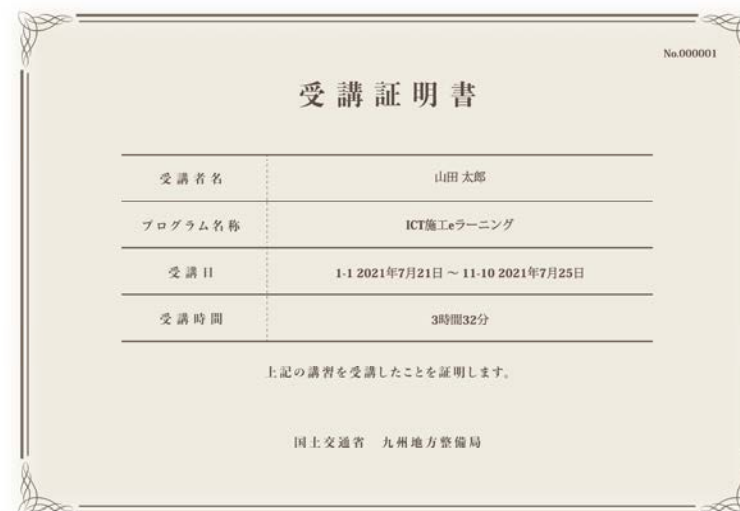 No.000001
受講証明書
受講者名 山田 太郎
プログラム名称 ICT施工eラーニング
受講日 1-1 2021年7月21日 ～ 11-10 2021年7月25日
受講時間 3時間32分
上記の講習を受講したことを証明します。
国土交通省 九州地方整備局